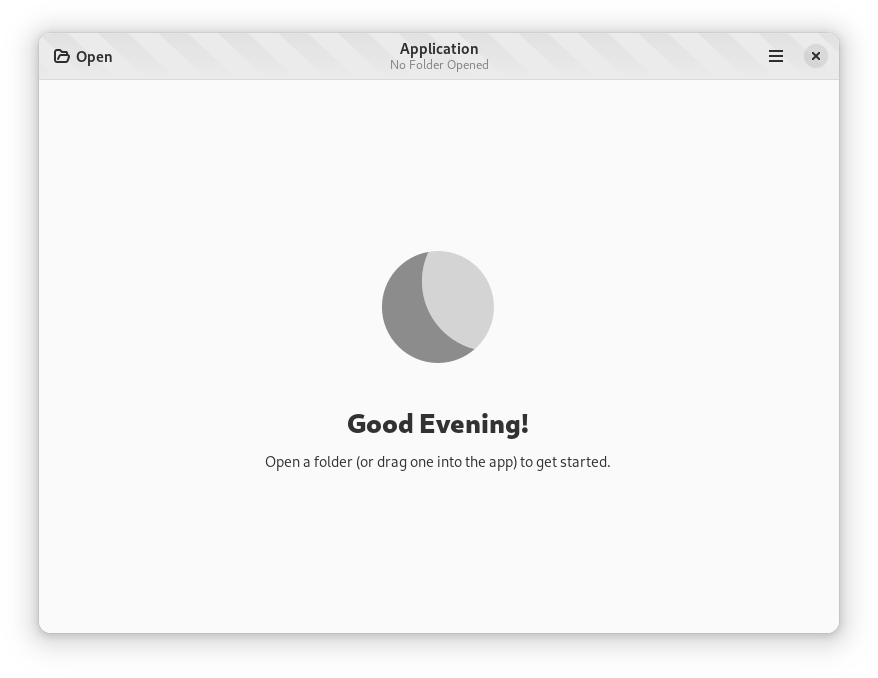 Open
Application
No Folder Opened
Good Evening!
Open a folder (or drag one into the app) to get started.